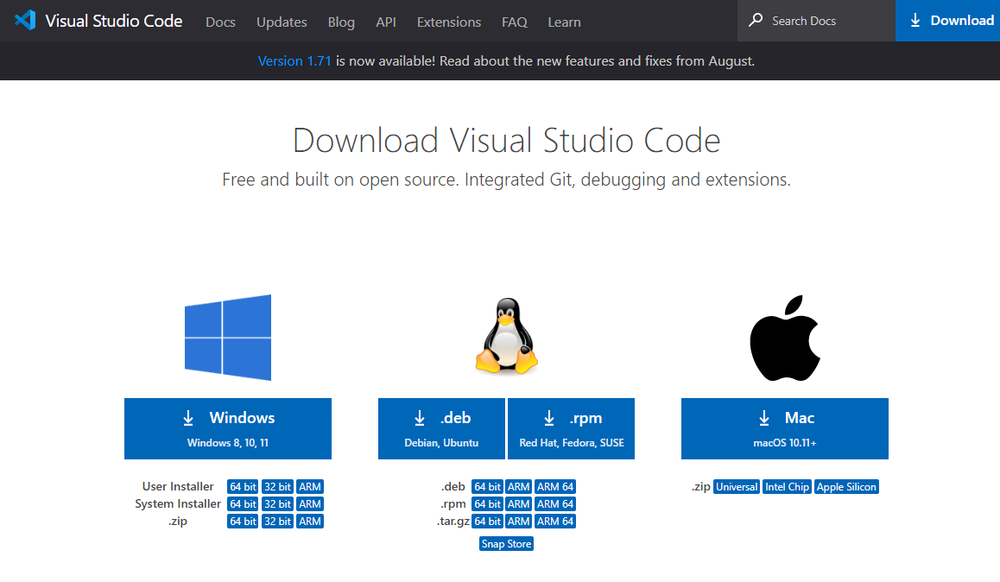 Visual Studio Code Docs Updates Blog API Extensions FAQ Learn Search Docs Download
Version 1.71 is now available! Read about the new features and fixes from August.
Download Visual Studio Code
Free and built on open source. Integrated Git, debugging and extensions.
Windows
Windows 8, 10, 11
User Installer 64 bit 32 bit ARM
System Installer 64 bit 32 bit ARM
.zip 64 bit 32 bit ARM
.deb
Debian, Ubuntu
.rpm
Red Hat, Fedora, SUSE
.deb 64 bit ARM ARM 64
.rpm 64 bit ARM ARM 64
.tar.gz 64 bit ARM ARM 64
Snap Store
Mac
macOS 10.11+
.zip Universal Intel Chip Apple Silicon